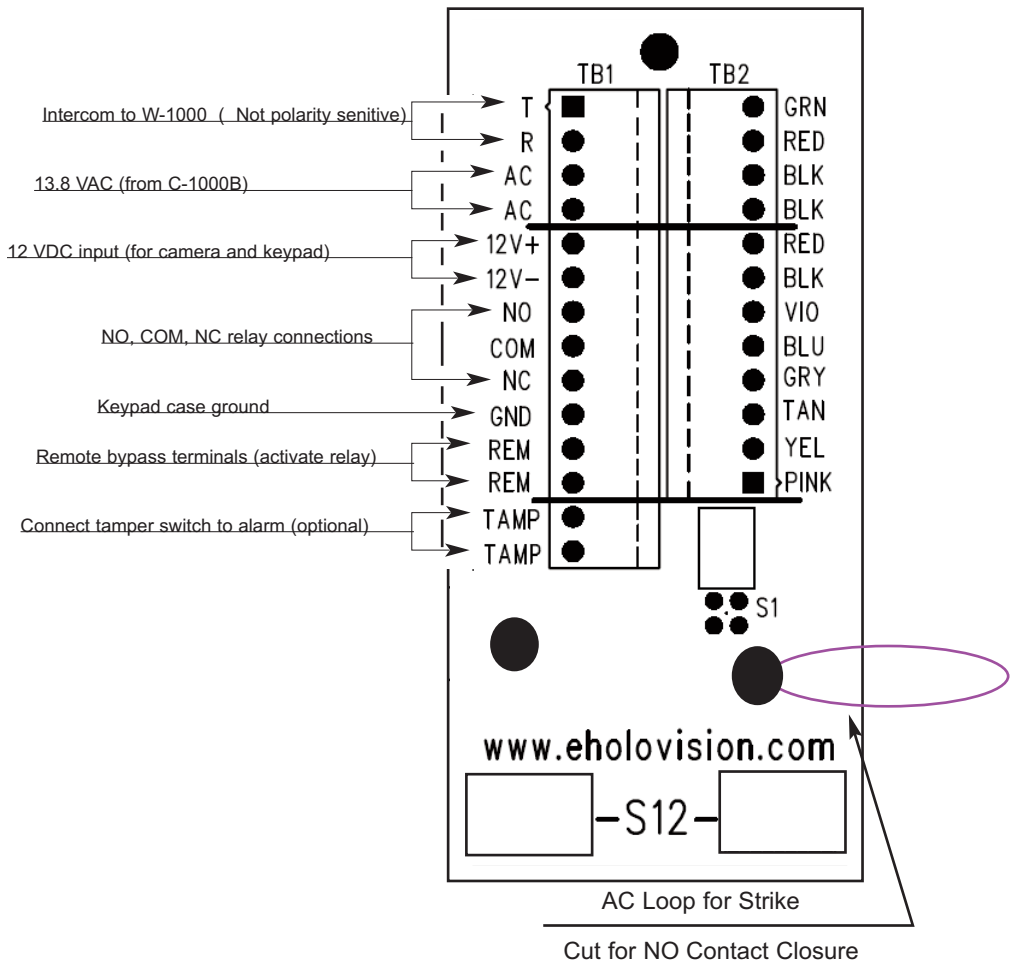 TB1 TB2
Intercom to W-1000 ( Not polarity senitive) T GRN
R RED
13.8 VAC (from C-1000B) AC BLK
AC BLK
12 VDC input (for camera and keypad) 12V+ RED
12V- BLK
NO, COM, NC relay connections NO VIO
COM BLU
NC GRY
Keypad case ground GND TAN
Remote bypass terminals (activate relay) REM YEL
REM PINK
Connect tamper switch to alarm (optional) TAMP
TAMP
S1
www.eholovision.com
-S12-
AC Loop for Strike
Cut for NO Contact Closure